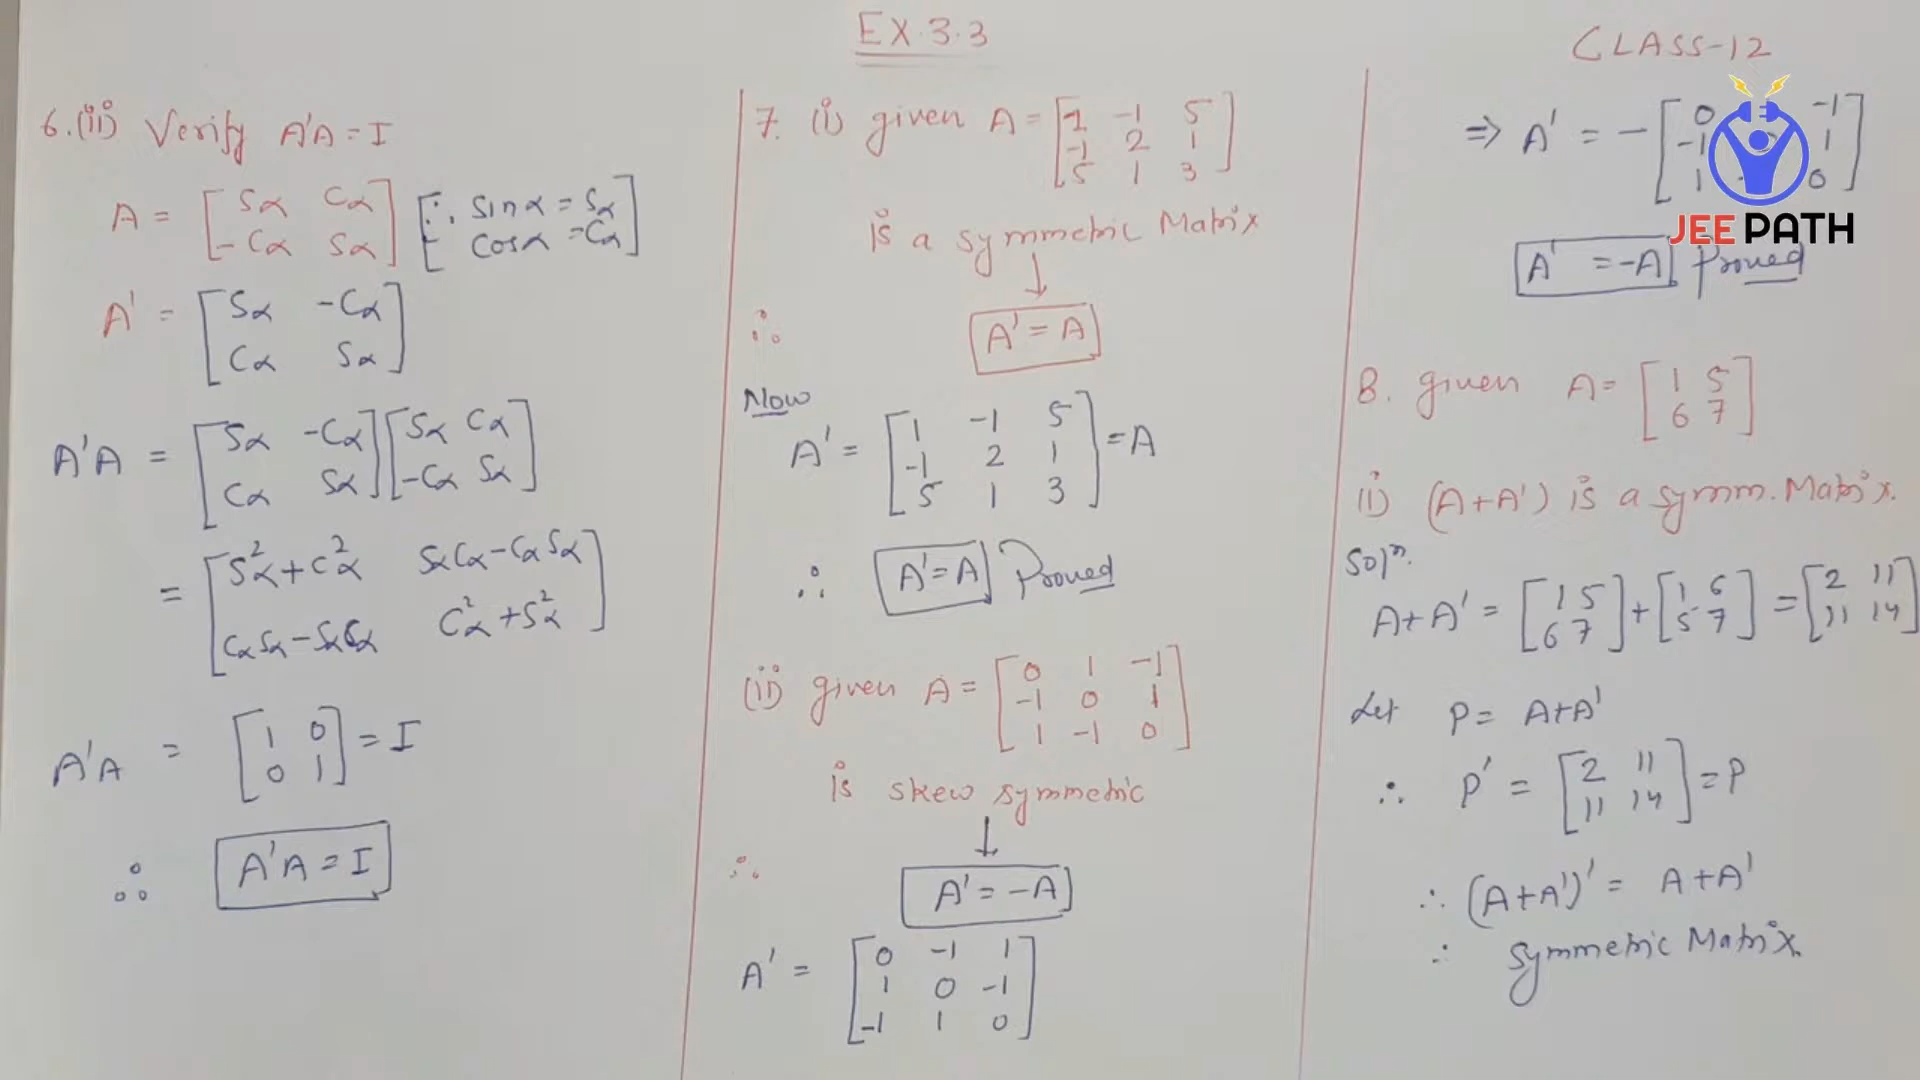 EX.3.3
CLASS-12
6.(ii) Verify A'A=I
A = [Sα Cα] [∵ sinα = Sα
-Cα Sα] cosα = Cα]
A' = [Sα -Cα
Cα Sα]
A'A = [Sα -Cα] [Sα Cα]
[Cα Sα] [-Cα Sα]
= [S²α+C²α SαCα-CαSα
CαSα-SαCα C²α+S²α]
A'A = [1 0
0 1] = I
∴ A'A = I
7. (i) given A = [1 -1 5
-1 2 1
5 1 3]
is a symmetric Matrix
↓
∴ A' = A
Now
A' = [1 -1 5
-1 2 1
5 1 3] = A
∴ A'=A Proved
(ii) given A = [0 1 -1
-1 0 1
1 -1 0]
is skew symmetric
↓
∴ A' = -A
A' = [0 -1 1
1 0 -1
-1 1 0]
⇒ A' = - [0 -1
-1 1
1 0]
JEE PATH
A' = -A Proved
8. given A = [1 5
6 7]
(i) (A+A') is a symm. Matrix.
Solⁿ.
A+A' = [1 5] + [1 6] = [2 11]
[6 7] [5 7] [11 14]
Let P = A+A'
∴ P' = [2 11
11 14] = P
∴ (A+A')' = A+A'
∴ symmetric Matrix.